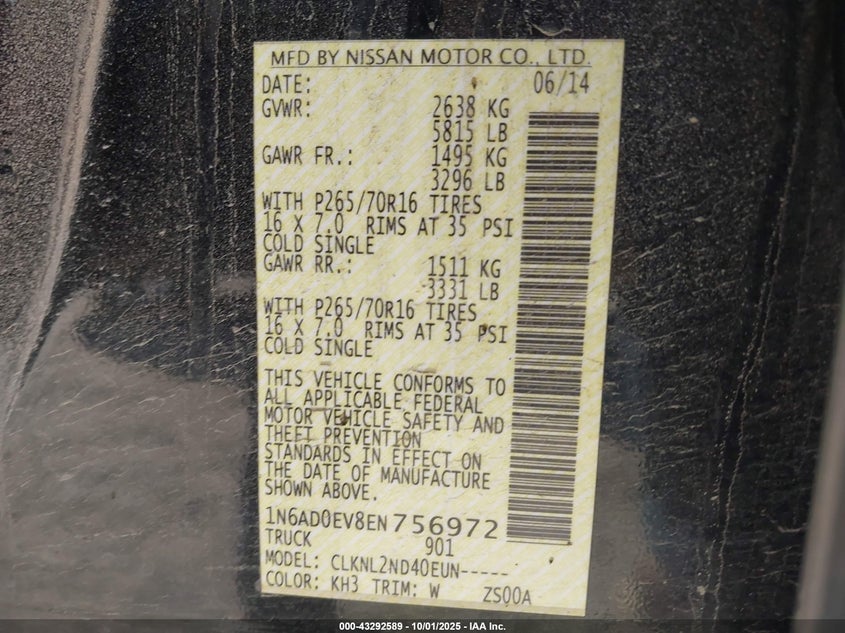 MFD BY NISSAN MOTOR CO., LTD.
DATE: 06/14
GVWR: 2638 KG
5815 LB
GAWR FR.: 1495 KG
3296 LB
WITH P265/70R16 TIRES
16 X 7.0 RIMS AT 35 PSI
COLD SINGLE
GAWR RR.: 1511 KG
3331 LB
WITH P265/70R16 TIRES
16 X 7.0 RIMS AT 35 PSI
COLD SINGLE
THIS VEHICLE CONFORMS TO
ALL APPLICABLE FEDERAL
MOTOR VEHICLE SAFETY AND
THEFT PREVENTION
STANDARDS IN EFFECT ON
THE DATE OF MANUFACTURE
SHOWN ABOVE.
1N6AD0EV8EN756972
TRUCK 901
MODEL: CLKNL2ND40EUN-----
COLOR: KH3 TRIM: W ZS00A
000-43292589 - 10/01/2025 - IAA Inc.